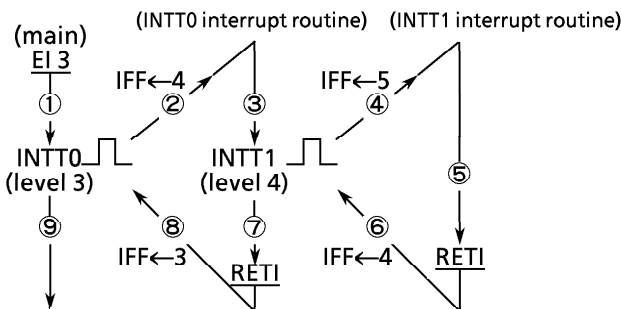 (INTT0 interrupt routine) (INTT1 interrupt routine)
(main)
EI 3
IFF←4 IFF←5
① ② ③ ④
INTT0 INTT1
(level 3) (level 4)
⑤
⑨ ⑧ ⑦ ⑥
IFF←3 RETI IFF←4 RETI